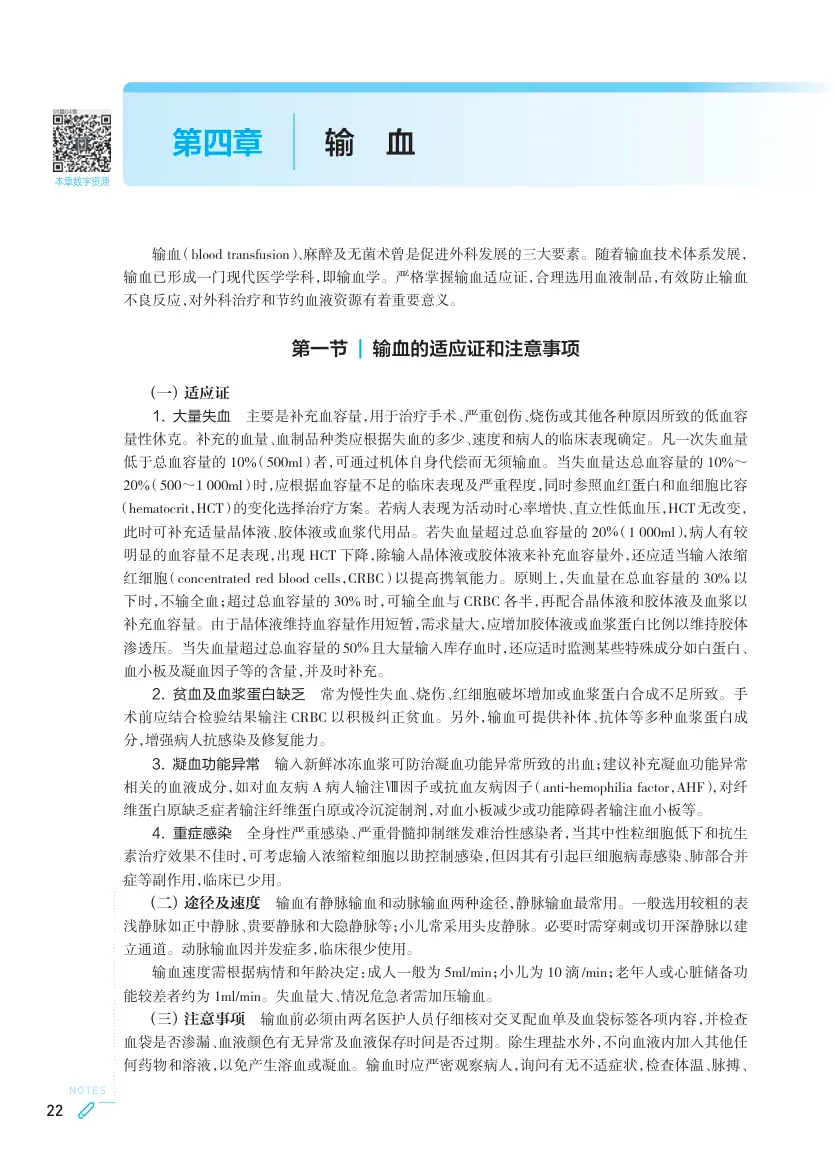 第四章 输 血
本章数字资源
输血（blood transfusion）、麻醉及无菌术曾是促进外科发展的三大要素。随着输血技术体系发展，
输血已形成一门现代医学学科，即输血学。严格掌握输血适应证，合理选用血液制品，有效防止输血
不良反应，对外科治疗和节约血液资源有着重要意义。
第一节 | 输血的适应证和注意事项
（一）适应证
1. 大量失血 主要是补充血容量，用于治疗手术、严重创伤、烧伤或其他各种原因所致的低血容
量性休克。补充的血量、血制品种类应根据失血的多少、速度和病人的临床表现确定。凡一次失血量
低于总血容量的 10%（500ml）者，可通过机体自身代偿而无须输血。当失血量达总血容量的 10%～
20%（500～1 000ml）时，应根据血容量不足的临床表现及严重程度，同时参照血红蛋白和血细胞比容
（hematocrit，HCT）的变化选择治疗方案。若病人表现为活动时心率增快、直立性低血压，HCT无改变，
此时可补充适量晶体液、胶体液或血浆代用品。若失血量超过总血容量的 20%（1 000ml），病人有较
明显的血容量不足表现，出现 HCT 下降，除输入晶体液或胶体液来补充血容量外，还应适当输入浓缩
红细胞（concentrated red blood cells，CRBC）以提高携氧能力。原则上，失血量在总血容量的 30% 以
下时，不输全血；超过总血容量的 30% 时，可输全血与 CRBC 各半，再配合晶体液和胶体液及血浆以
补充血容量。由于晶体液维持血容量作用短暂，需求量大，应增加胶体液或血浆蛋白比例以维持胶体
渗透压。当失血量超过总血容量的50%且大量输入库存血时，还应适时监测某些特殊成分如白蛋白、
血小板及凝血因子等的含量，并及时补充。
2. 贫血及血浆蛋白缺乏 常为慢性失血、烧伤、红细胞破坏增加或血浆蛋白合成不足所致。手
术前应结合检验结果输注 CRBC 以积极纠正贫血。另外，输血可提供补体、抗体等多种血浆蛋白成
分，增强病人抗感染及修复能力。
3. 凝血功能异常 输入新鲜冰冻血浆可防治凝血功能异常所致的出血；建议补充凝血功能异常
相关的血液成分，如对血友病 A 病人输注Ⅷ因子或抗血友病因子（anti-hemophilia factor，AHF），对纤
维蛋白原缺乏症者输注纤维蛋白原或冷沉淀制剂，对血小板减少或功能障碍者输注血小板等。
4. 重症感染 全身性严重感染、严重骨髓抑制继发难治性感染者，当其中性粒细胞低下和抗生
素治疗效果不佳时，可考虑输入浓缩粒细胞以助控制感染，但因其有引起巨细胞病毒感染、肺部合并
症等副作用，临床已少用。
（二）途径及速度 输血有静脉输血和动脉输血两种途径，静脉输血最常用。一般选用较粗的表
浅静脉如正中静脉、贵要静脉和大隐静脉等；小儿常采用头皮静脉。必要时需穿刺或切开深静脉以建
立通道。动脉输血因并发症多，临床很少使用。
输血速度需根据病情和年龄决定：成人一般为 5ml/min；小儿为 10 滴/min；老年人或心脏储备功
能较差者约为 1ml/min。失血量大、情况危急者需加压输血。
（三）注意事项 输血前必须由两名医护人员仔细核对交叉配血单及血袋标签各项内容，并检查
血袋是否渗漏、血液颜色有无异常及血液保存时间是否过期。除生理盐水外，不向血液内加入其他任
何药物和溶液，以免产生溶血或凝血。输血时应严密观察病人，询问有无不适症状，检查体温、脉搏、
NOTES
22